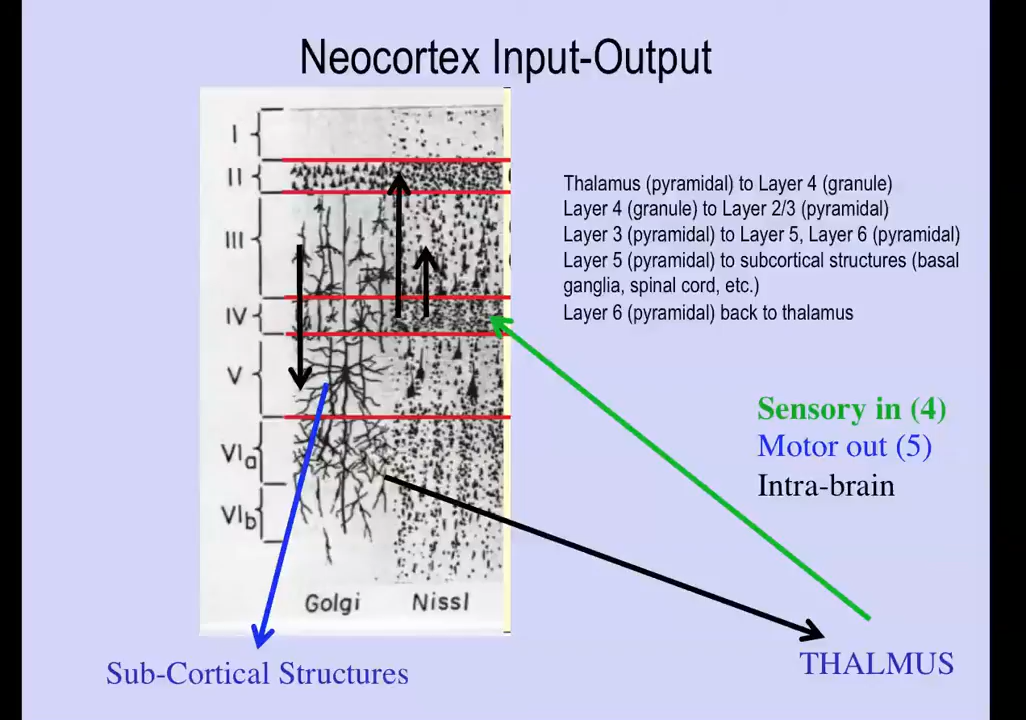 Neocortex Input-Output
I
II
III
IV
V
VIa
VIb
Golgi Nissl
Thalamus (pyramidal) to Layer 4 (granule)
Layer 4 (granule) to Layer 2/3 (pyramidal)
Layer 3 (pyramidal) to Layer 5, Layer 6 (pyramidal)
Layer 5 (pyramidal) to subcortical structures (basal
ganglia, spinal cord, etc.)
Layer 6 (pyramidal) back to thalamus
Sensory in (4)
Motor out (5)
Intra-brain
Sub-Cortical Structures
THALMUS